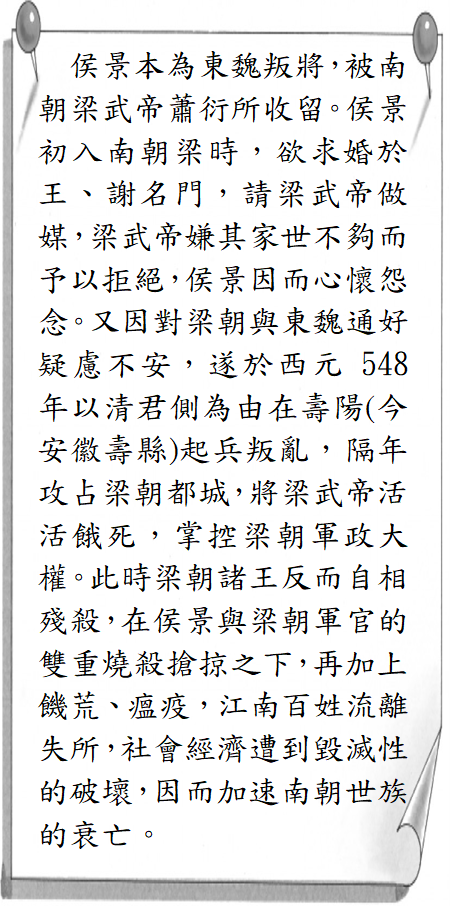 侯景本為東魏叛將，被南
朝梁武帝蕭衍所收留。侯景
初入南朝梁時，欲求婚於
王、謝名門，請梁武帝做
媒，梁武帝嫌其家世不夠而
予以拒絕，侯景因而心懷怨
念。又因對梁朝與東魏通好
疑慮不安，遂於西元 548
年以清君側為由在壽陽(今
安徽壽縣)起兵叛亂，隔年
攻占梁朝都城，將梁武帝活
活餓死，掌控梁朝軍政大
權。此時梁朝諸王反而自相
殘殺，在侯景與梁朝軍官的
雙重燒殺搶掠之下，再加上
饑荒、瘟疫，江南百姓流離
失所，社會經濟遭到毀滅性
的破壞，因而加速南朝世族
的衰亡。